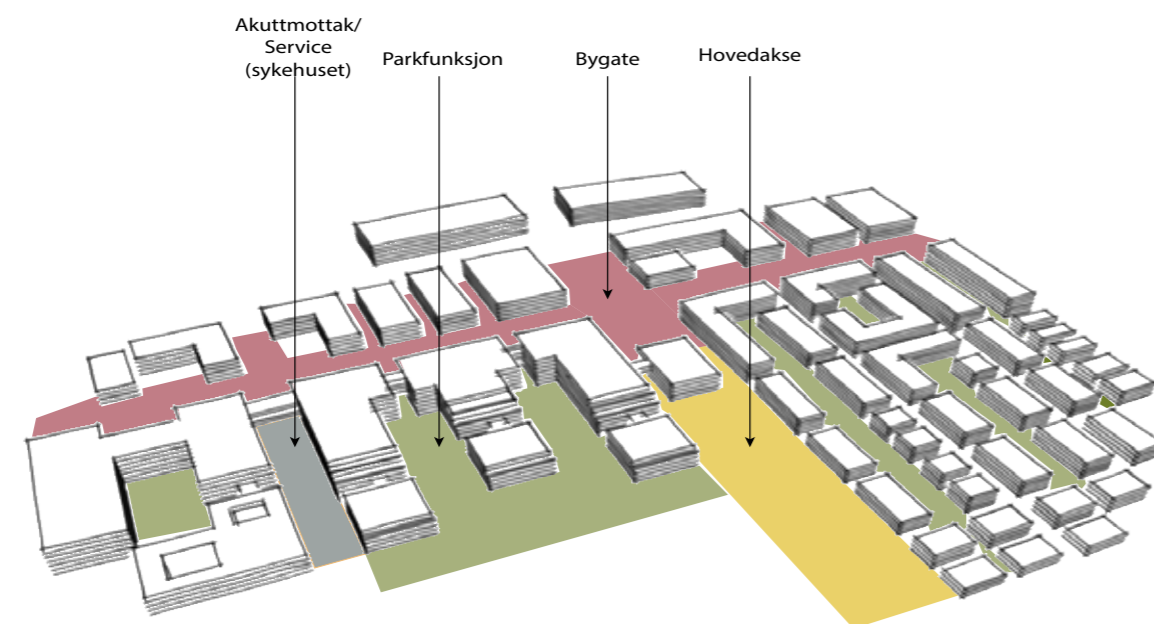 Akuttmottak/
Service
(sykehuset)
Parkfunksjon
Bygate
Hovedakse